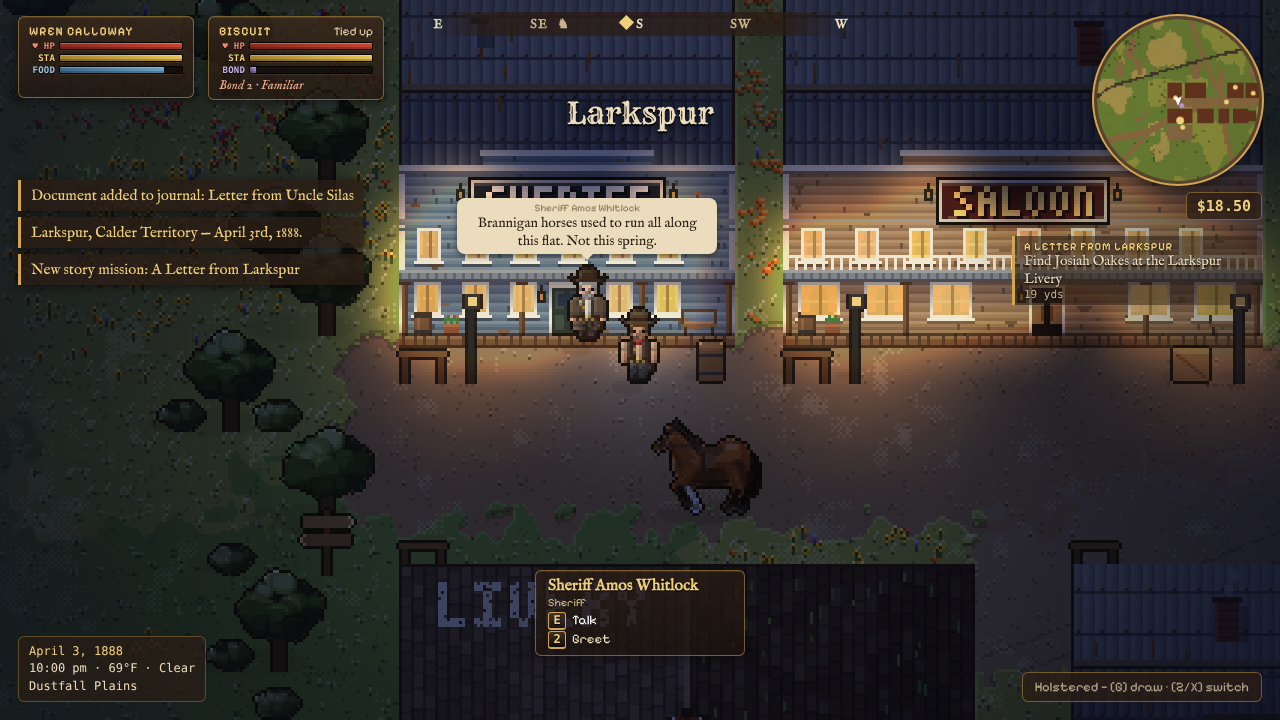 WREN CALLOWAY
HP
STA
FOOD
BISCUIT
Tied up
HP
STA
BOND
Bond 2 · Familiar
E
SE
S
SW
W
Larkspur
Document added to journal: Letter from Uncle Silas
Larkspur, Calder Territory — April 3rd, 1888.
New story mission: A Letter from Larkspur
Sheriff Amos Whitlock
Brannigan horses used to run all along
this flat. Not this spring.
SALOON
$18.50
A LETTER FROM LARKSPUR
Find Josiah Oakes at the Larkspur
Livery
19 yds
Sheriff Amos Whitlock
Sheriff
E Talk
2 Greet
April 3, 1888
10:00 pm · 69°F · Clear
Dustfall Plains
Holstered - (G) draw · (Z/X) switch